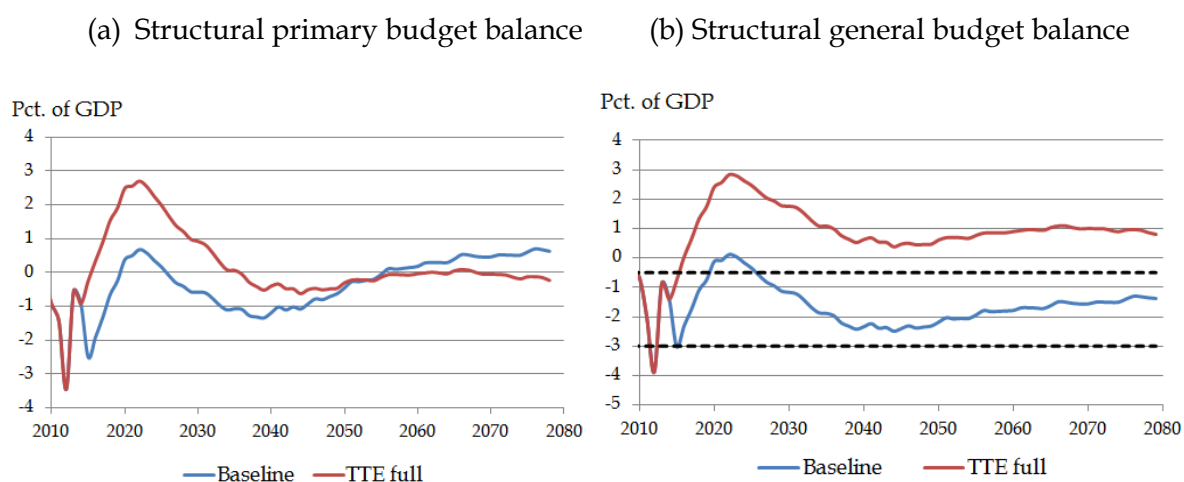 (a) Structural primary budget balance
Pct. of GDP
4
3
2
1
0
-1
-2
-3
-4
2010 2020 2030 2040 2050 2060 2070 2080
Baseline TTE full
(b) Structural general budget balance
Pct. of GDP
4
3
2
1
0
-1
-2
-3
-4
-5
2010 2020 2030 2040 2050 2060 2070 2080
Baseline TTE full